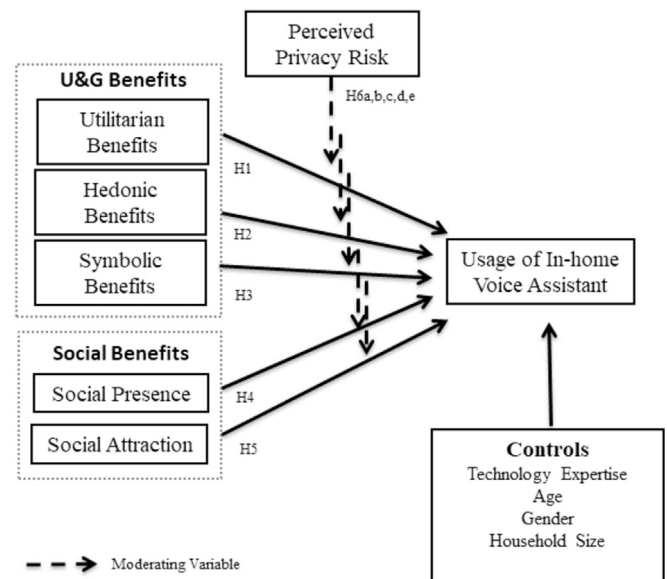 Perceived
Privacy Risk
H6a,b,c,d,e
U&G Benefits
Utilitarian
Benefits
H1
Hedonic
Benefits
H2
Symbolic
Benefits
H3
Usage of In-home
Voice Assistant
Social Benefits
Social Presence
H4
Social Attraction
H5
Controls
Technology Expertise
Age
Gender
Household Size
Moderating Variable